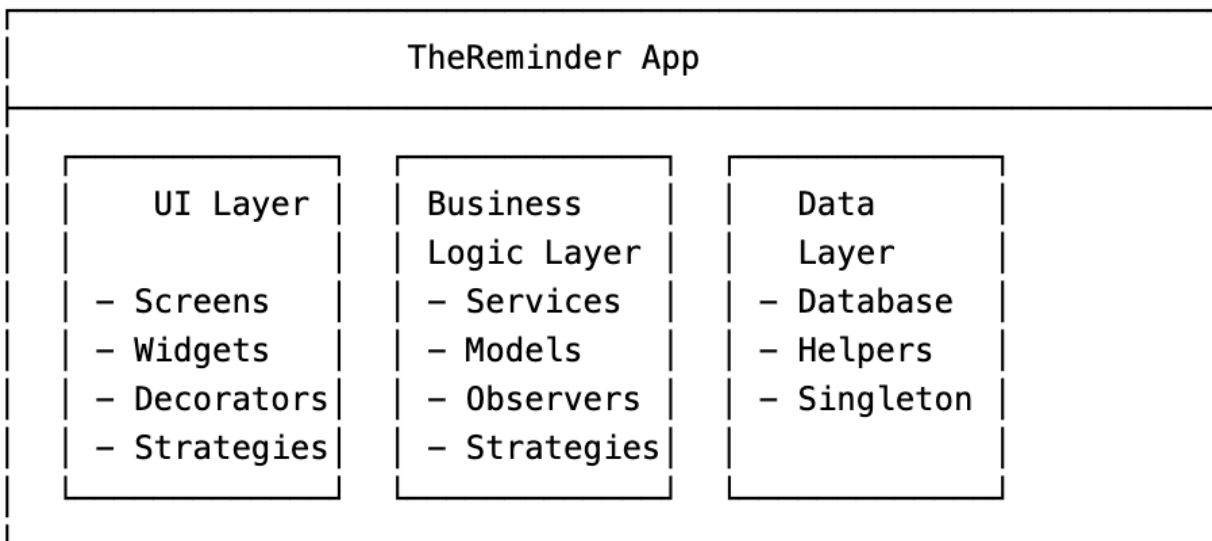 TheReminder App
UI Layer
- Screens
- Widgets
- Decorators
- Strategies
Business
Logic Layer
- Services
- Models
- Observers
- Strategies
Data
Layer
- Database
- Helpers
- Singleton